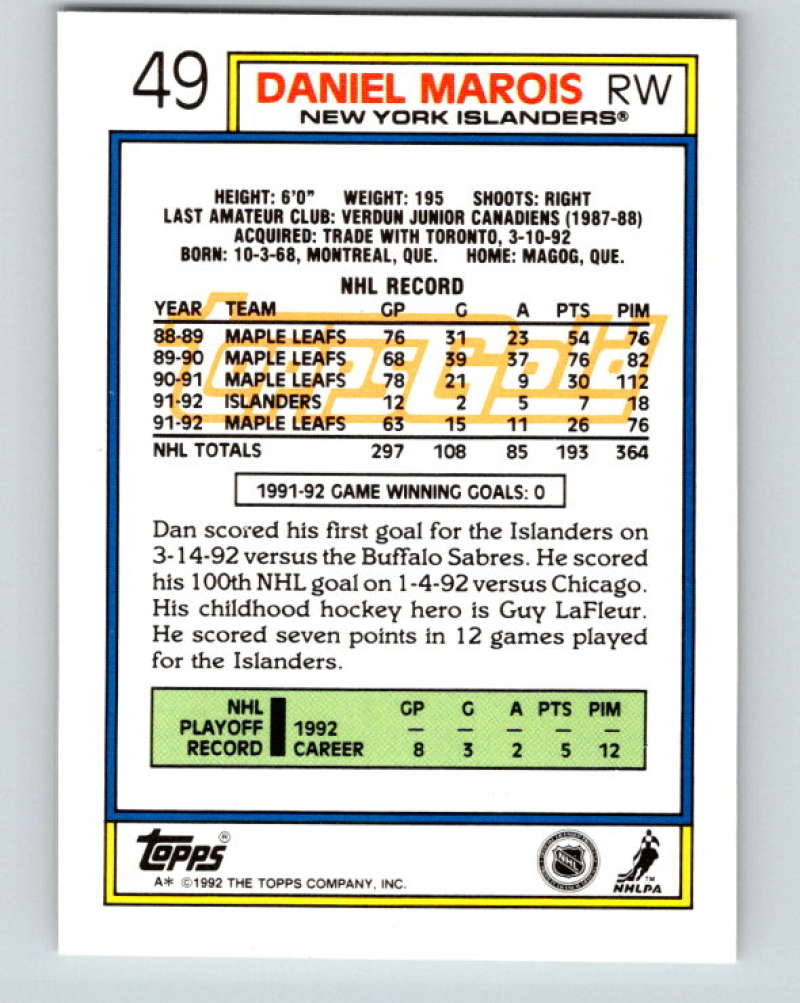 49 DANIEL MAROIS RW
NEW YORK ISLANDERS®
HEIGHT: 6'0" WEIGHT: 195 SHOOTS: RIGHT
LAST AMATEUR CLUB: VERDUN JUNIOR CANADIENS (1987-88)
ACQUIRED: TRADE WITH TORONTO, 3-10-92
BORN: 10-3-68, MONTREAL, QUE. HOME: MAGOG, QUE.
NHL RECORD
YEAR TEAM GP G A PTS PIM
88-89 MAPLE LEAFS 76 31 23 54 76
89-90 MAPLE LEAFS 68 39 37 76 82
90-91 MAPLE LEAFS 78 21 9 30 112
91-92 ISLANDERS 12 2 5 7 18
91-92 MAPLE LEAFS 63 15 11 26 76
NHL TOTALS 297 108 85 193 364
Topps Gold
1991-92 GAME WINNING GOALS: 0
Dan scored his first goal for the Islanders on
3-14-92 versus the Buffalo Sabres. He scored
his 100th NHL goal on 1-4-92 versus Chicago.
His childhood hockey hero is Guy LaFleur.
He scored seven points in 12 games played
for the Islanders.
NHL GP G A PTS PIM
PLAYOFF 1992 — — — — —
RECORD CAREER 8 3 2 5 12
TOPPS®
A* ©1992 THE TOPPS COMPANY, INC.
NHL
TM
NHLPA